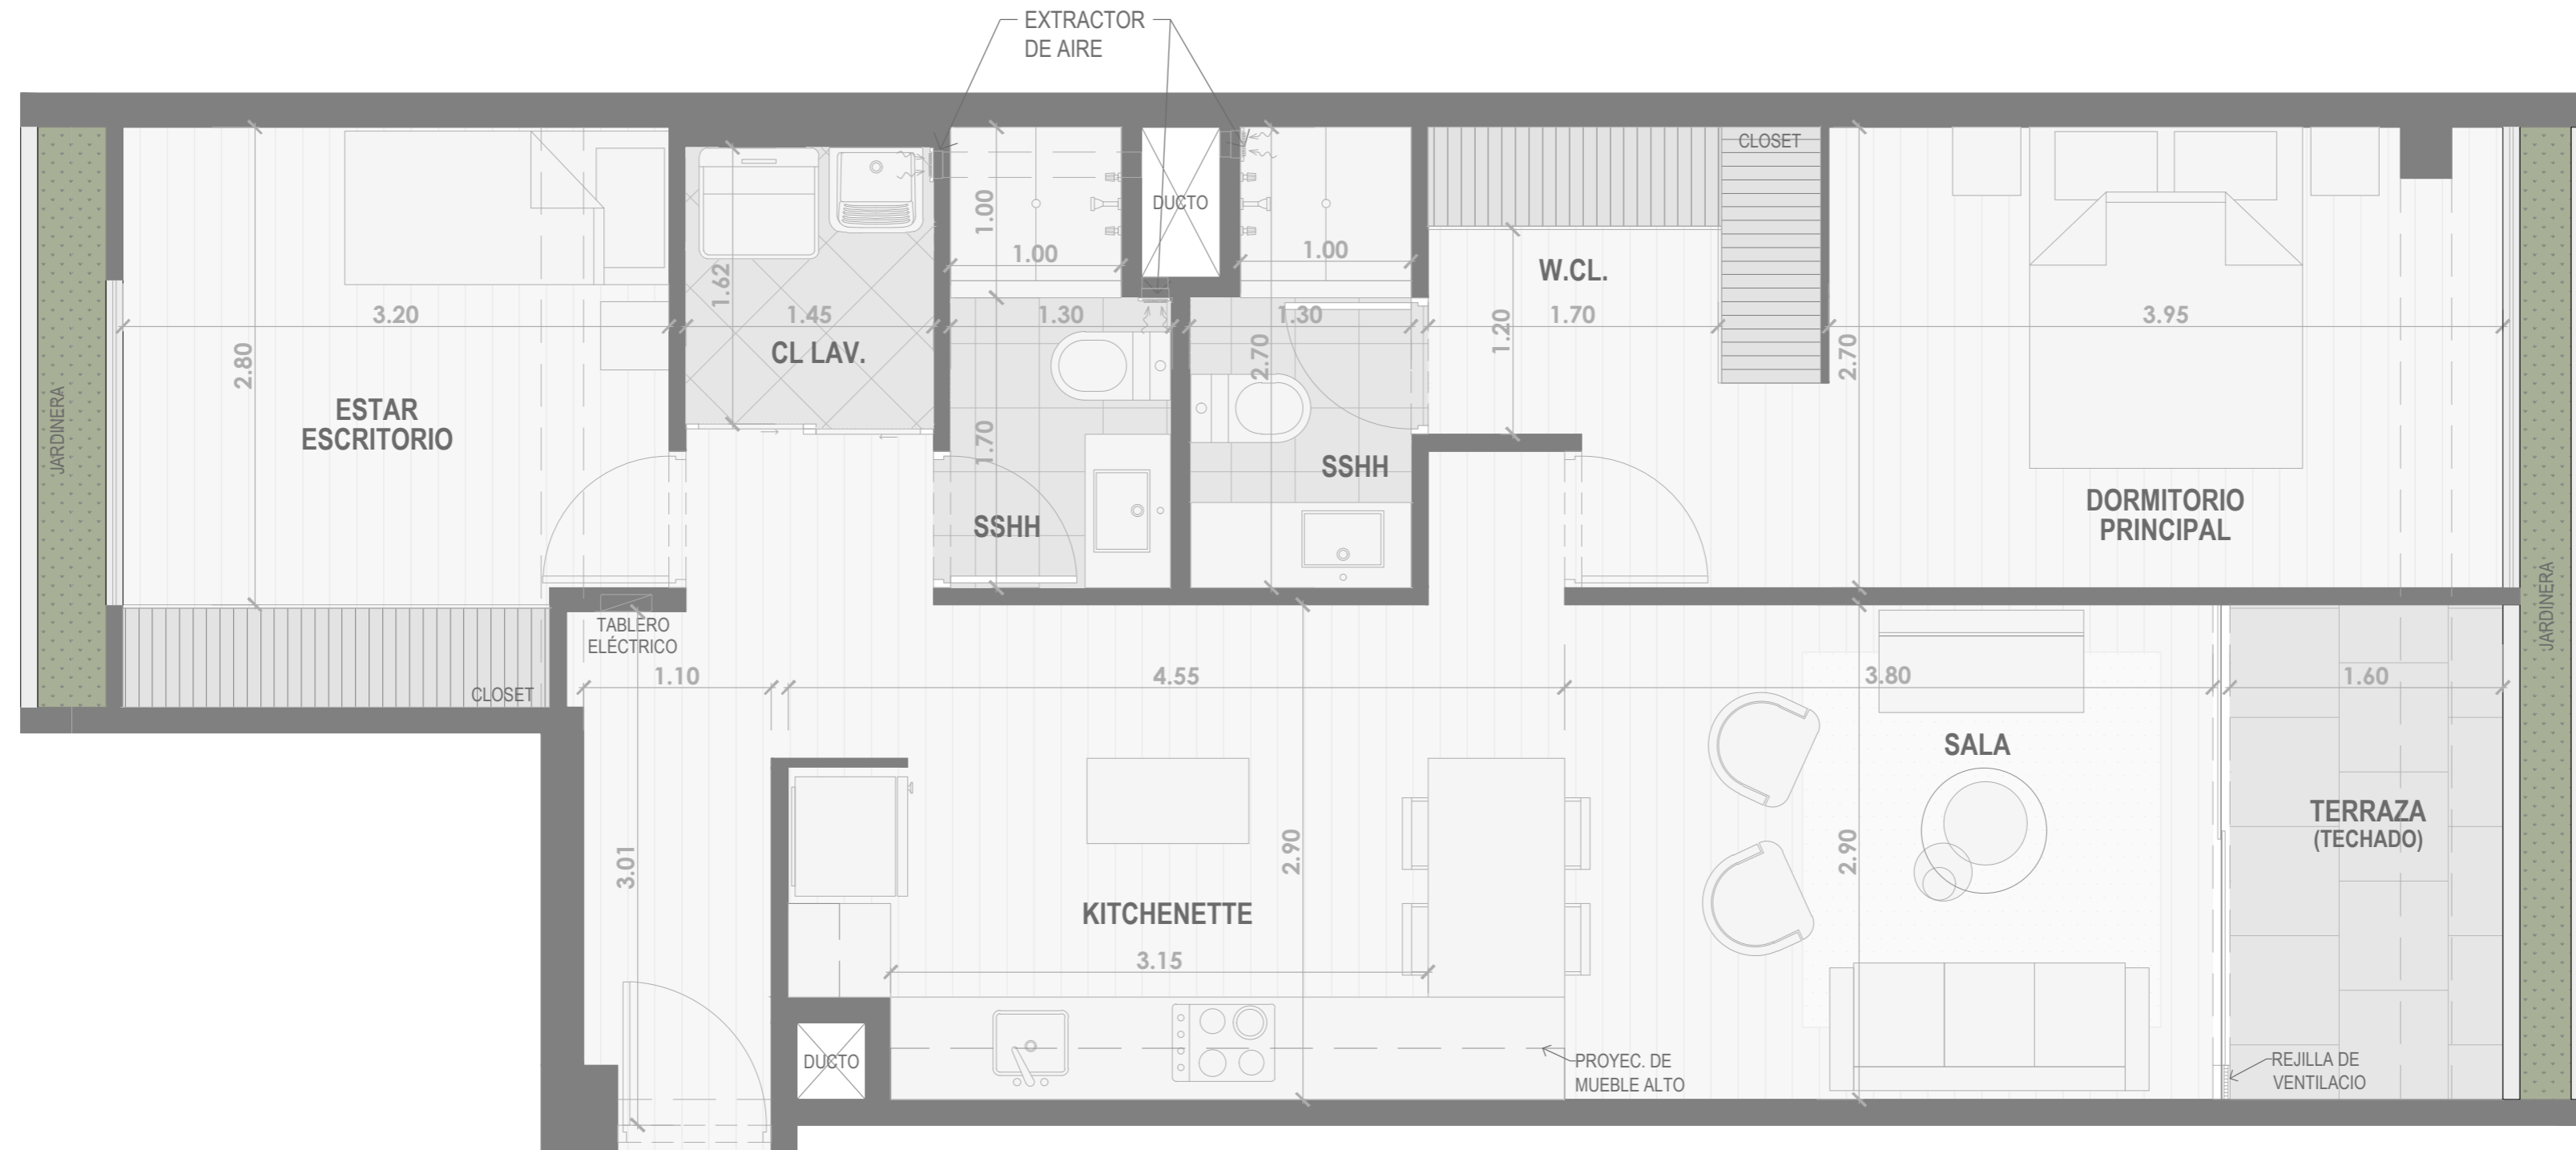 EXTRACTOR
DE AIRE
CLOSET
DUCTO
1.00
1.00
1.00
1.62
W.CL.
3.20
1.45
1.30
1.30
1.20
1.70
3.95
2.80
2.70
2.70
CL LAV.
JARDINERA
ESTAR
ESCRITORIO
1.70
SSHH
SSHH
DORMITORIO
PRINCIPAL
JARDINERA
TABLERO
ELÉCTRICO
CLOSET
1.10
4.55
3.80
1.60
SALA
TERRAZA
(TECHADO)
3.01
2.90
2.90
KITCHENETTE
3.15
DUCTO
PROYEC. DE
MUEBLE ALTO
REJILLA DE
VENTILACIO